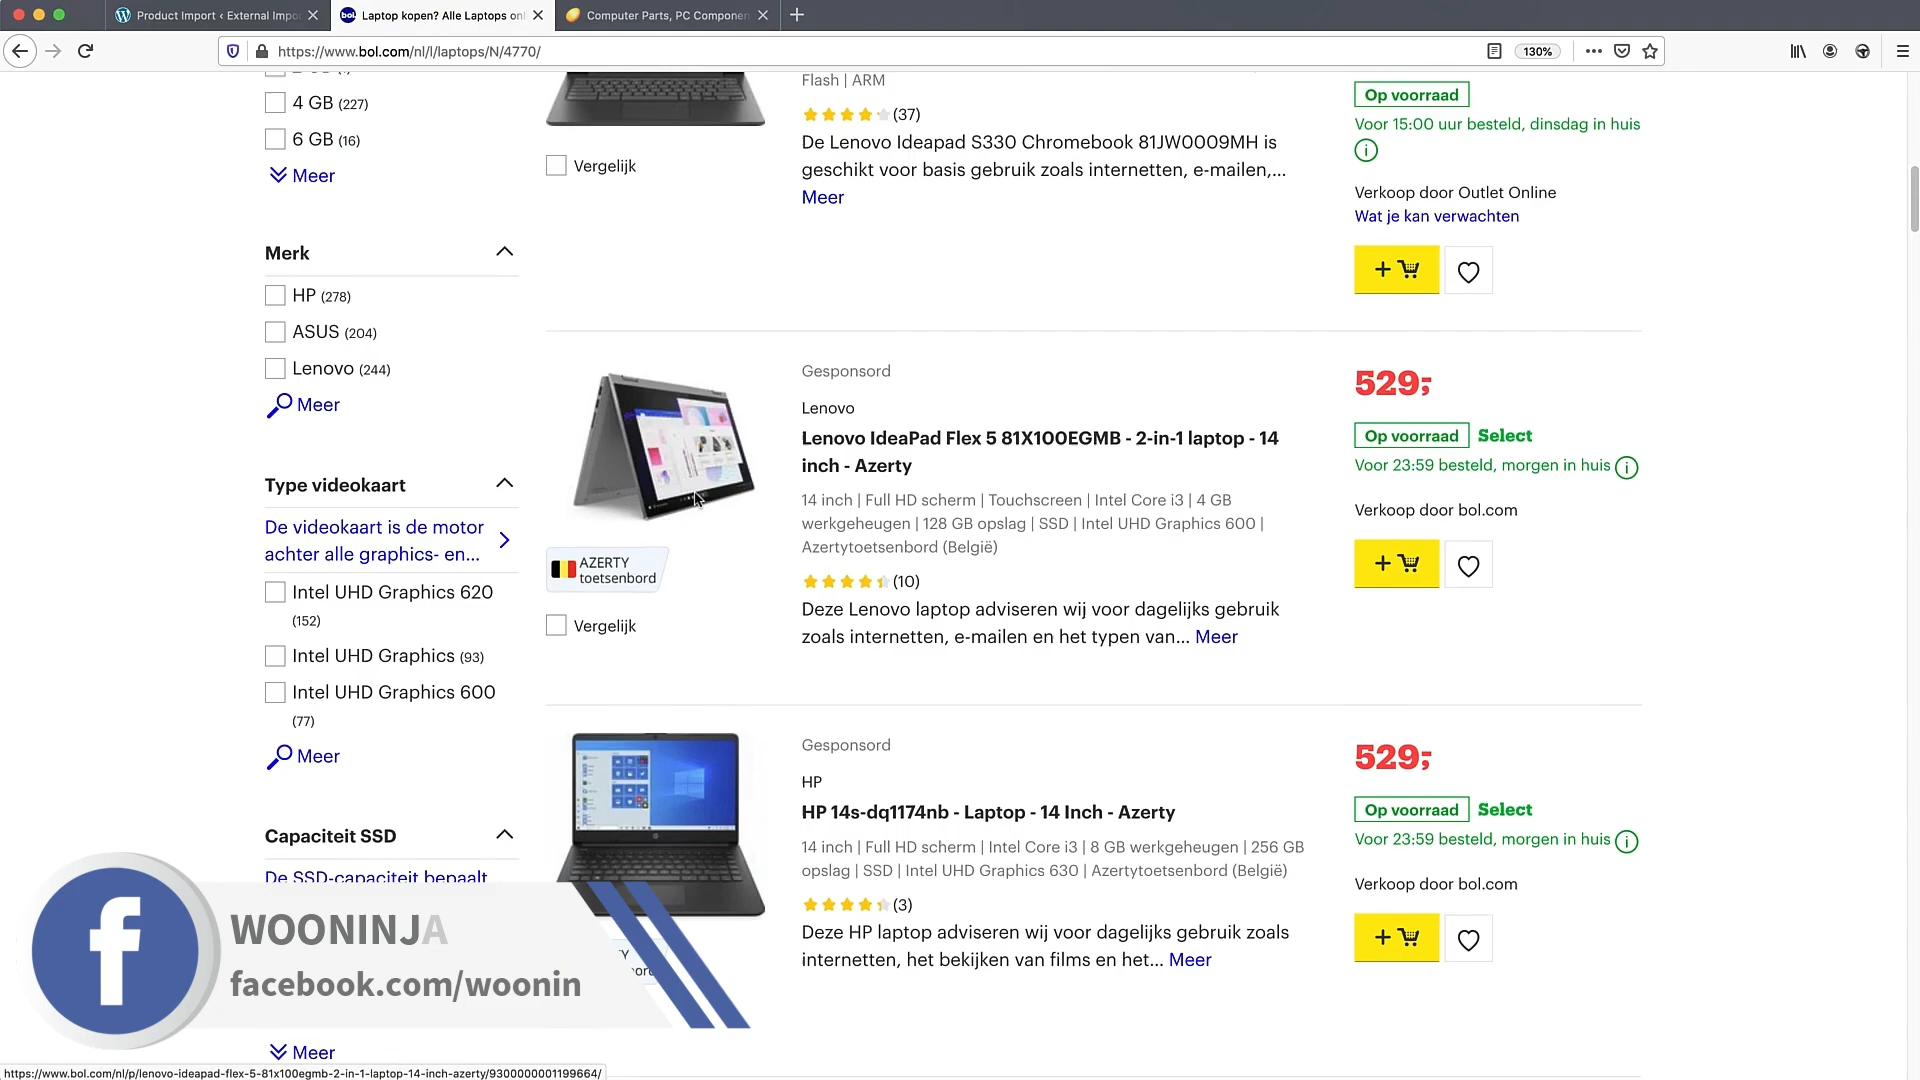 Product Import ‹ External Impo
Laptop kopen? Alle Laptops onl
Computer Parts, PC Componen
https://www.bol.com/nl/l/laptops/N/4770/
130%
4 GB (227)
6 GB (16)
Meer
Merk
HP (278)
ASUS (204)
Lenovo (244)
Meer
Type videokaart
De videokaart is de motor
achter alle graphics- en...
Intel UHD Graphics 620
(152)
Intel UHD Graphics (93)
Intel UHD Graphics 600
(77)
Meer
Capaciteit SSD
De SSD-capaciteit bepaalt
Meer
Vergelijk
Flash | ARM
(37)
De Lenovo Ideapad S330 Chromebook 81JW0009MH is
geschikt voor basis gebruik zoals internetten, e-mailen,...
Meer
Op voorraad
Voor 15:00 uur besteld, dinsdag in huis
Verkoop door Outlet Online
Wat je kan verwachten
AZERTY
toetsenbord
Vergelijk
Gesponsord
Lenovo
Lenovo IdeaPad Flex 5 81X100EGMB - 2-in-1 laptop - 14
inch - Azerty
14 inch | Full HD scherm | Touchscreen | Intel Core i3 | 4 GB
werkgeheugen | 128 GB opslag | SSD | Intel UHD Graphics 600 |
Azertytoetsenbord (België)
(10)
Deze Lenovo laptop adviseren wij voor dagelijks gebruik
zoals internetten, e-mailen en het typen van... Meer
529,-
Op voorraad Select
Voor 23:59 besteld, morgen in huis
Verkoop door bol.com
Gesponsord
HP
HP 14s-dq1174nb - Laptop - 14 Inch - Azerty
14 inch | Full HD scherm | Intel Core i3 | 8 GB werkgeheugen | 256 GB
opslag | SSD | Intel UHD Graphics 630 | Azertytoetsenbord (België)
(3)
Deze HP laptop adviseren wij voor dagelijks gebruik zoals
internetten, het bekijken van films en het... Meer
529,-
Op voorraad Select
Voor 23:59 besteld, morgen in huis
Verkoop door bol.com
WOONINJA
facebook.com/woonin
https://www.bol.com/nl/p/lenovo-ideapad-flex-5-81x100egmb-2-in-1-laptop-14-inch-azerty/9300000001199664/